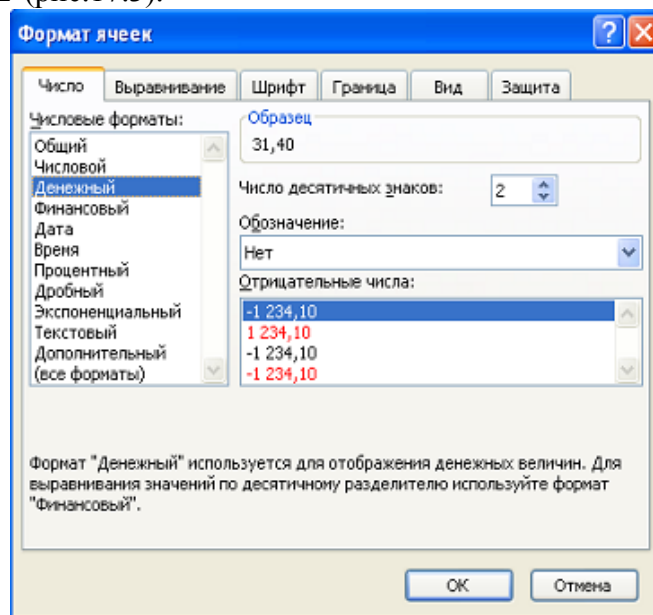 (рис.17.3).
Формат ячеек
Число Выравнивание Шрифт Граница Вид Защита
Числовые форматы:
Общий
Числовой
Денежный
Финансовый
Дата
Время
Процентный
Дробный
Экспоненциальный
Текстовый
Дополнительный
(все форматы)
Образец
31,40
Число десятичных знаков: 2
Обозначение:
Нет
Отрицательные числа:
-1 234,10
1 234,10
-1 234,10
-1 234,10
Формат "Денежный" используется для отображения денежных величин. Для
выравнивания значений по десятичному разделителю используйте формат
"Финансовый".
ОК Отмена